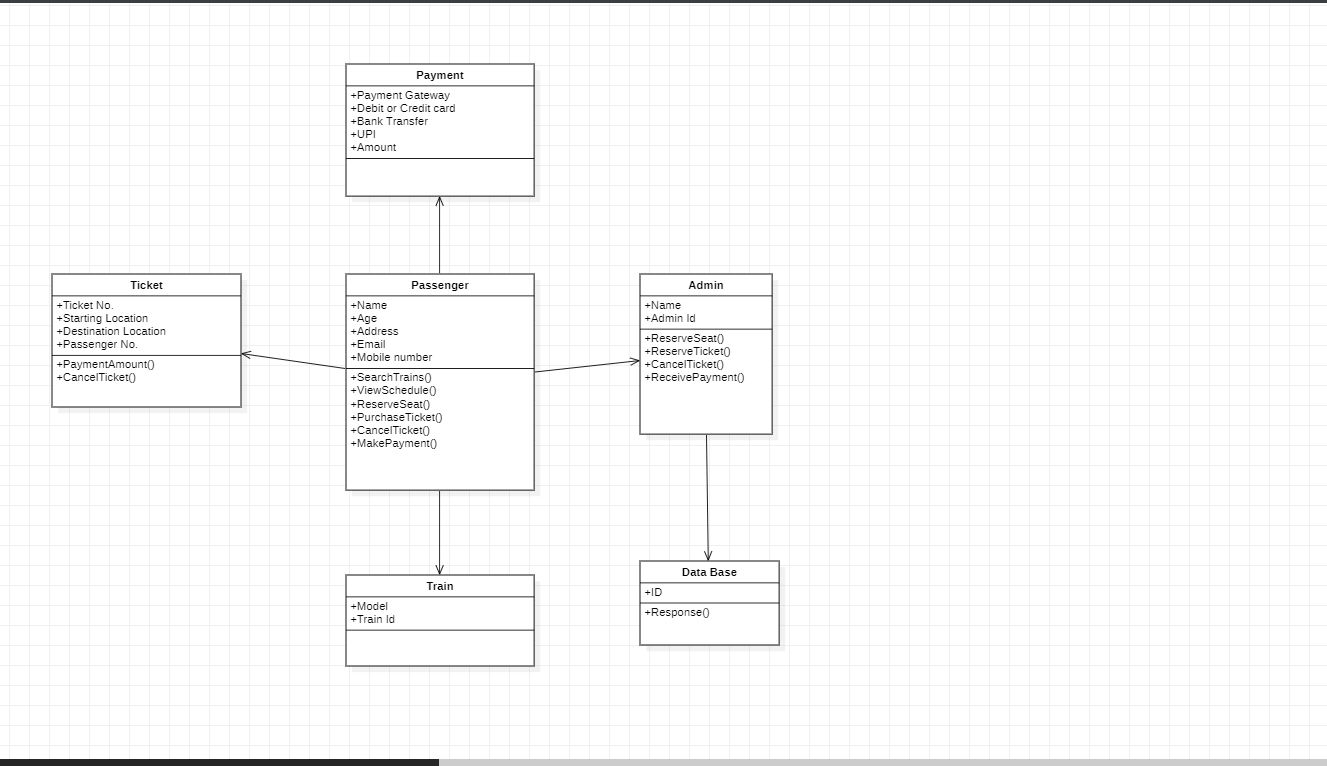 Payment
+Payment Gateway
+Debit or Credit card
+Bank Transfer
+UPI
+Amount
Ticket
+Ticket No.
+Starting Location
+Destination Location
+Passenger No.
+PaymentAmount()
+CancelTicket()
Passenger
+Name
+Age
+Address
+Email
+Mobile number
+SearchTrains()
+ViewSchedule()
+ReserveSeat()
+PurchaseTicket()
+CancelTicket()
+MakePayment()
Admin
+Name
+Admin Id
+ReserveSeat()
+ReserveTicket()
+CancelTicket()
+ReceivePayment()
Train
+Model
+Train Id
Data Base
+ID
+Response()